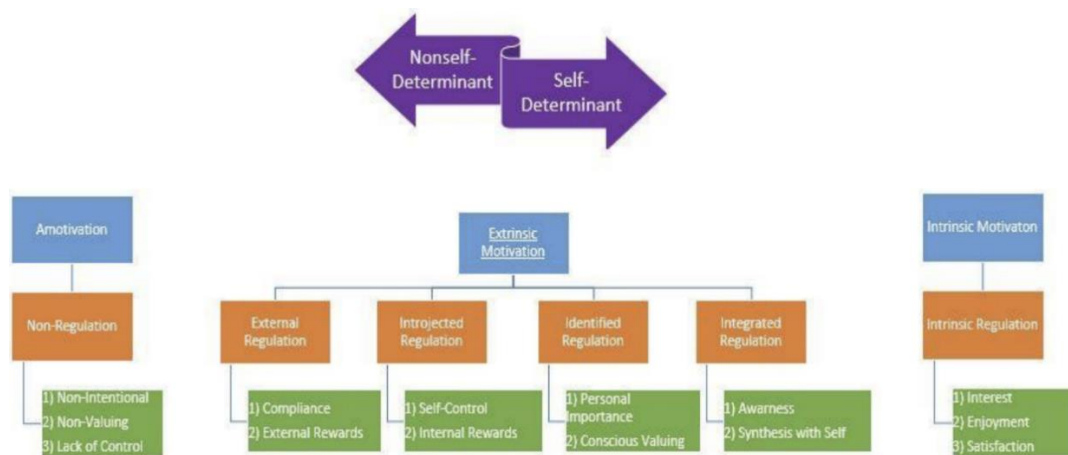 Nonself-
Determinant
Self-
Determinant
Amotivation
Extrinsic
Motivation
Intrinsic Motivaton
Non-Regulation
External
Regulation
Introjected
Regulation
Identified
Regulation
Integrated
Regulation
Intrinsic Regulation
1) Non-Intentional
2) Non-Valuing
3) Lack of Control
1) Compliance
2) External Rewards
1) Self-Control
2) Internal Rewards
1) Personal
Importance
2) Conscious Valuing
1) Awarness
2) Synthesis with Self
1) Interest
2) Enjoyment
3) Satisfaction